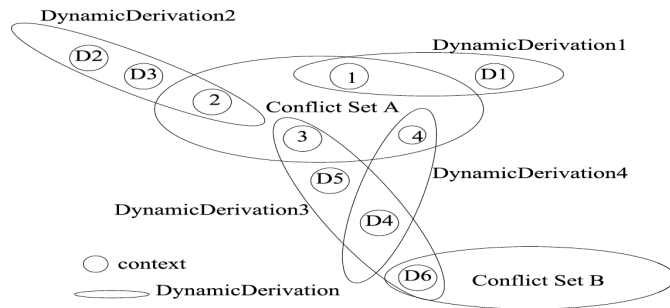 DynamicDerivation2
DynamicDerivation1
D2
D3
1
D1
2
Conflict Set A
3
4
D5
DynamicDerivation4
DynamicDerivation3
D4
context
D6
Conflict Set B
DynamicDerivation